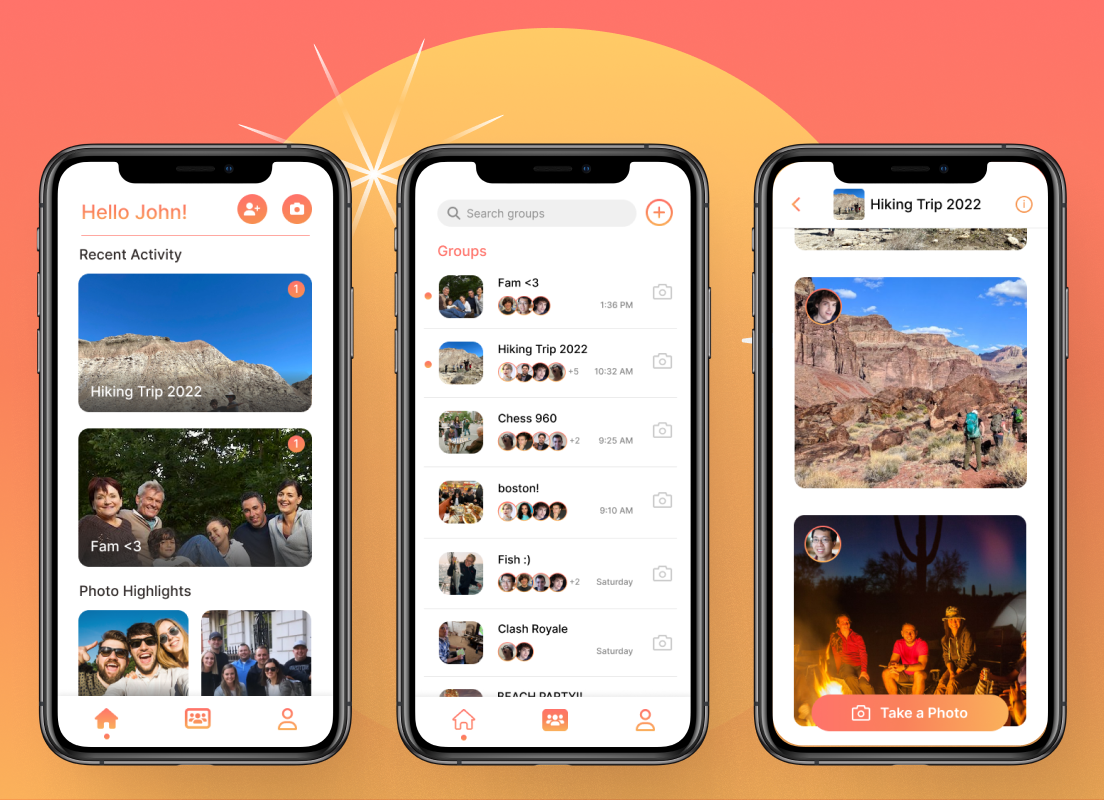 Hello John!
Recent Activity
1
Hiking Trip 2022
1
Fam <3
Photo Highlights
Search groups
Groups
Fam <3
1:36 PM
Hiking Trip 2022
+5 10:32 AM
Chess 960
+2 9:25 AM
boston!
9:10 AM
Fish :)
+2 Saturday
Clash Royale
Saturday
BEACH PARTY!!
Hiking Trip 2022
Take a Photo